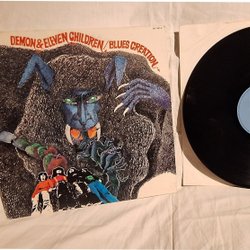 DEMON & ELEVEN CHILDREN / BLUES CREATION